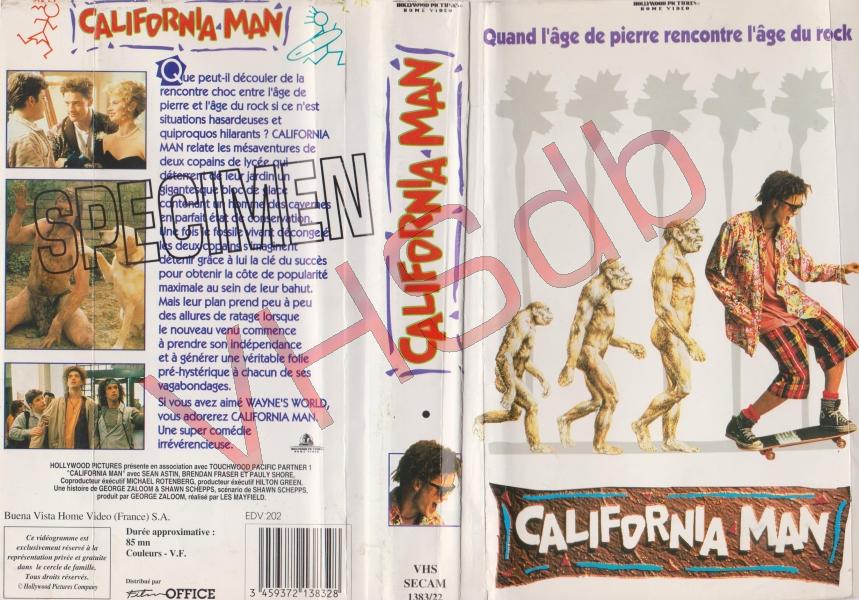 CALIFORNIA MAN
Que peut-il découler de la
rencontre choc entre l'âge de
pierre et l'âge du rock si ce n'est
situations hasardeuses et
quiproquos hilarants ? CALIFORNIA
MAN relate les mésaventures de
deux copains de lycée qui
déterrent de leur jardin un
gigantesque bloc de glace
contenant un homme des cavernes
en parfait état de conservation.
Une fois le fossile vivant décongelé
les deux copains s'imaginent
détenir grâce à lui la clé du succès
pour obtenir la côte de popularité
maximale au sein de leur bahut.
Mais leur plan prend peu à peu
des allures de ratage lorsque
le nouveau venu commence
à prendre son indépendance
et à générer une véritable folie
pré-hystérique à chacun de ses
vagabondages.
Si vous avez aimé WAYNE'S WORLD,
vous adorerez CALIFORNIA MAN.
Une super comédie
irrévérencieuse.
SPECIMEN
HOLLYWOOD PICTURES
HOME VIDEO
HOLLYWOOD PICTURES présente en association avec TOUCHWOOD PACIFIC PARTNER 1
"CALIFORNIA MAN" avec SEAN ASTIN, BRENDAN FRASER ET PAULY SHORE,
Coproducteur éxécutif MICHAEL ROTENBERG, producteur éxécutif HILTON GREEN.
Une histoire de GEORGE ZALOOM & SHAWN SCHEPPS, scénario de SHAWN SCHEPPS,
produit par GEORGE ZALOOM, réalisé par LES MAYFIELD.
Buena Vista Home Video (France) S.A.
EDV 202
Ce vidéogramme est
exclusivement réservé à la
représentation privée et gratuite
dans le cercle de famille.
Tous droits réservés.
© Hollywood Pictures Company
Durée approximative :
85 mn
Couleurs - V.F.
Distribué par
Film OFFICE
3 459372 138328
HOLLYWOOD PICTURES
HOME VIDEO
CALIFORNIA MAN
VHS
SECAM
1383/22
HOLLYWOOD PICTURES
HOME VIDEO
Quand l'âge de pierre rencontre l'âge du rock
CALIFORNIA MAN
VHSdb